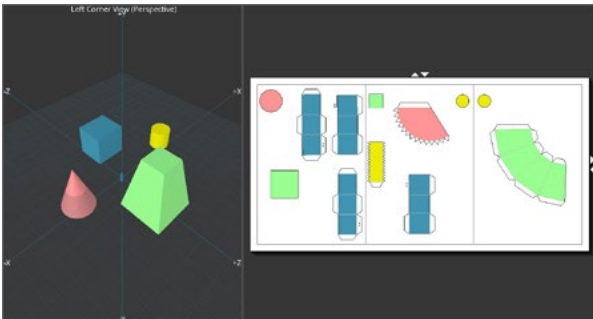 Left Corner View (Perspective)
+Y
-Z
+X
-X
+Z